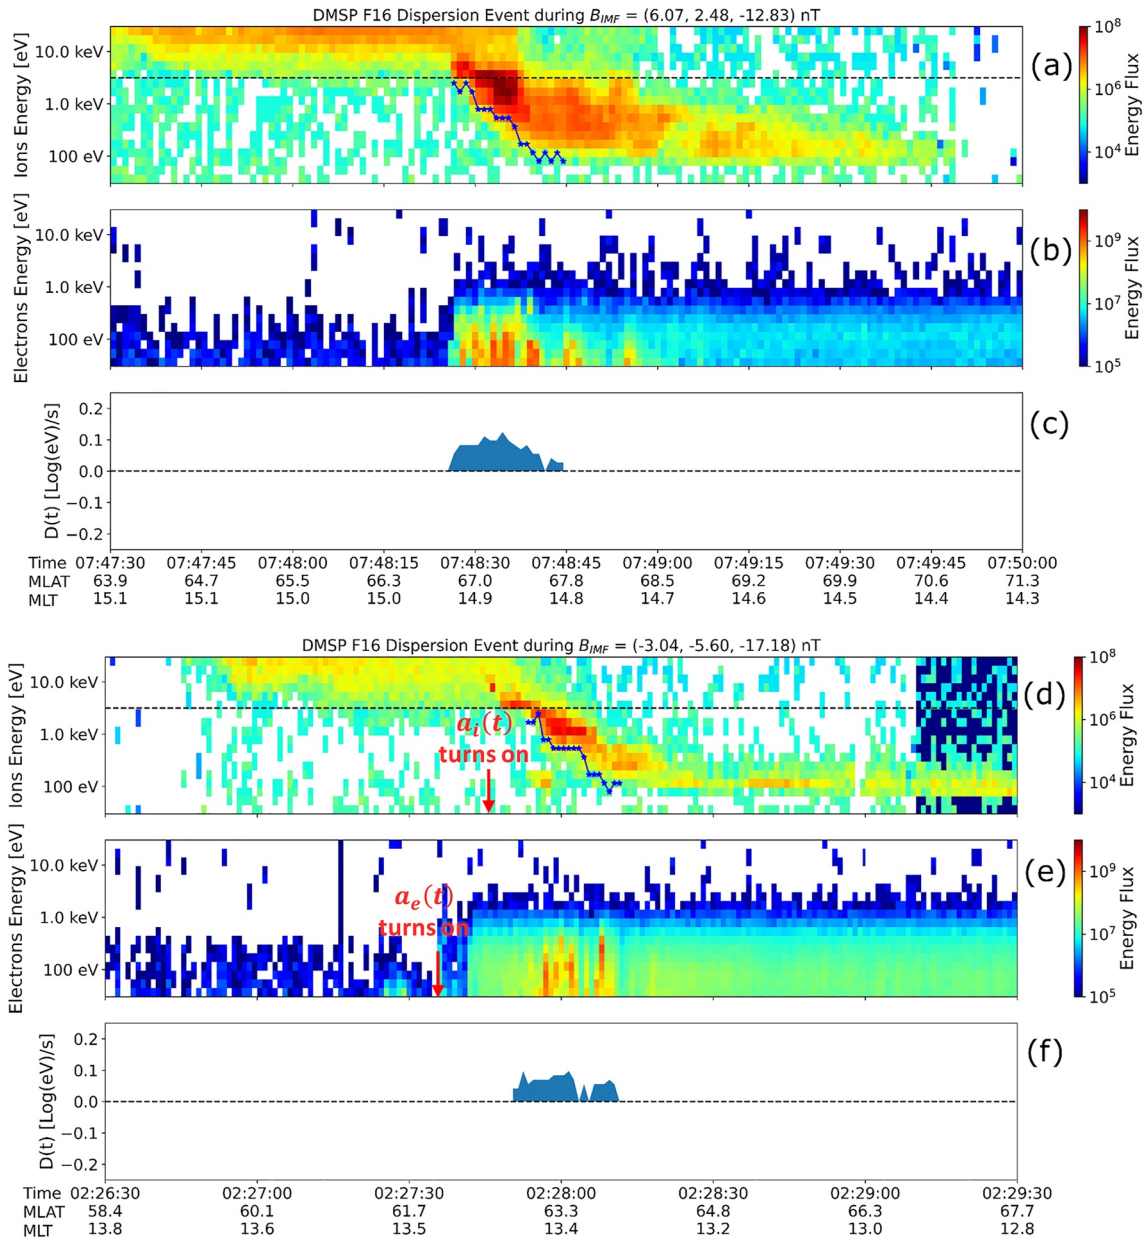 DMSP F16 Dispersion Event during B_IMF = (6.07, 2.48, -12.83) nT
Ions Energy [eV]
10.0 keV
1.0 keV
100 eV
(a)
10^8
10^6
10^4
Energy Flux
Electrons Energy [eV]
10.0 keV
1.0 keV
100 eV
(b)
10^9
10^7
10^5
Energy Flux
D(t) [Log(eV)/s]
0.2
0.1
0.0
−0.1
−0.2
(c)
Time 07:47:30 07:47:45 07:48:00 07:48:15 07:48:30 07:48:45 07:49:00 07:49:15 07:49:30 07:49:45 07:50:00
MLAT 63.9 64.7 65.5 66.3 67.0 67.8 68.5 69.2 69.9 70.6 71.3
MLT 15.1 15.1 15.0 15.0 14.9 14.8 14.7 14.6 14.5 14.4 14.3
DMSP F16 Dispersion Event during B_IMF = (-3.04, -5.60, -17.18) nT
Ions Energy [eV]
10.0 keV
1.0 keV
100 eV
a_i(t)
turns on
(d)
10^8
10^6
10^4
Energy Flux
Electrons Energy [eV]
10.0 keV
1.0 keV
100 eV
a_e(t)
turns on
(e)
10^9
10^7
10^5
Energy Flux
D(t) [Log(eV)/s]
0.2
0.1
0.0
−0.1
−0.2
(f)
Time 02:26:30 02:27:00 02:27:30 02:28:00 02:28:30 02:29:00 02:29:30
MLAT 58.4 60.1 61.7 63.3 64.8 66.3 67.7
MLT 13.8 13.6 13.5 13.4 13.2 13.0 12.8